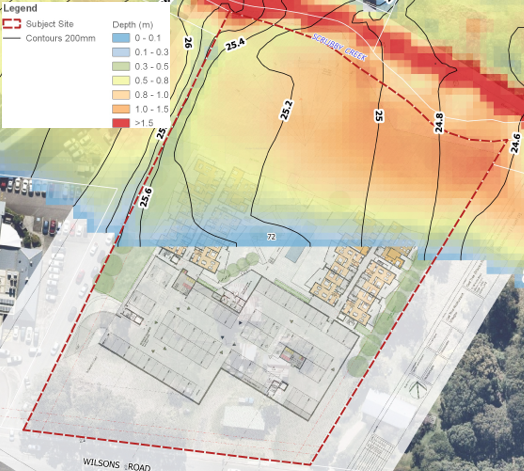 Legend
Subject Site
Contours 200mm
Depth (m)
0 - 0.1
0.1 - 0.3
0.3 - 0.5
0.5 - 0.8
0.8 - 1.0
1.0 - 1.5
>1.5
26
25.4
SCRUBBY CREEK
25.2
25
24.8
24.6
25.6
72
WILSONS ROAD